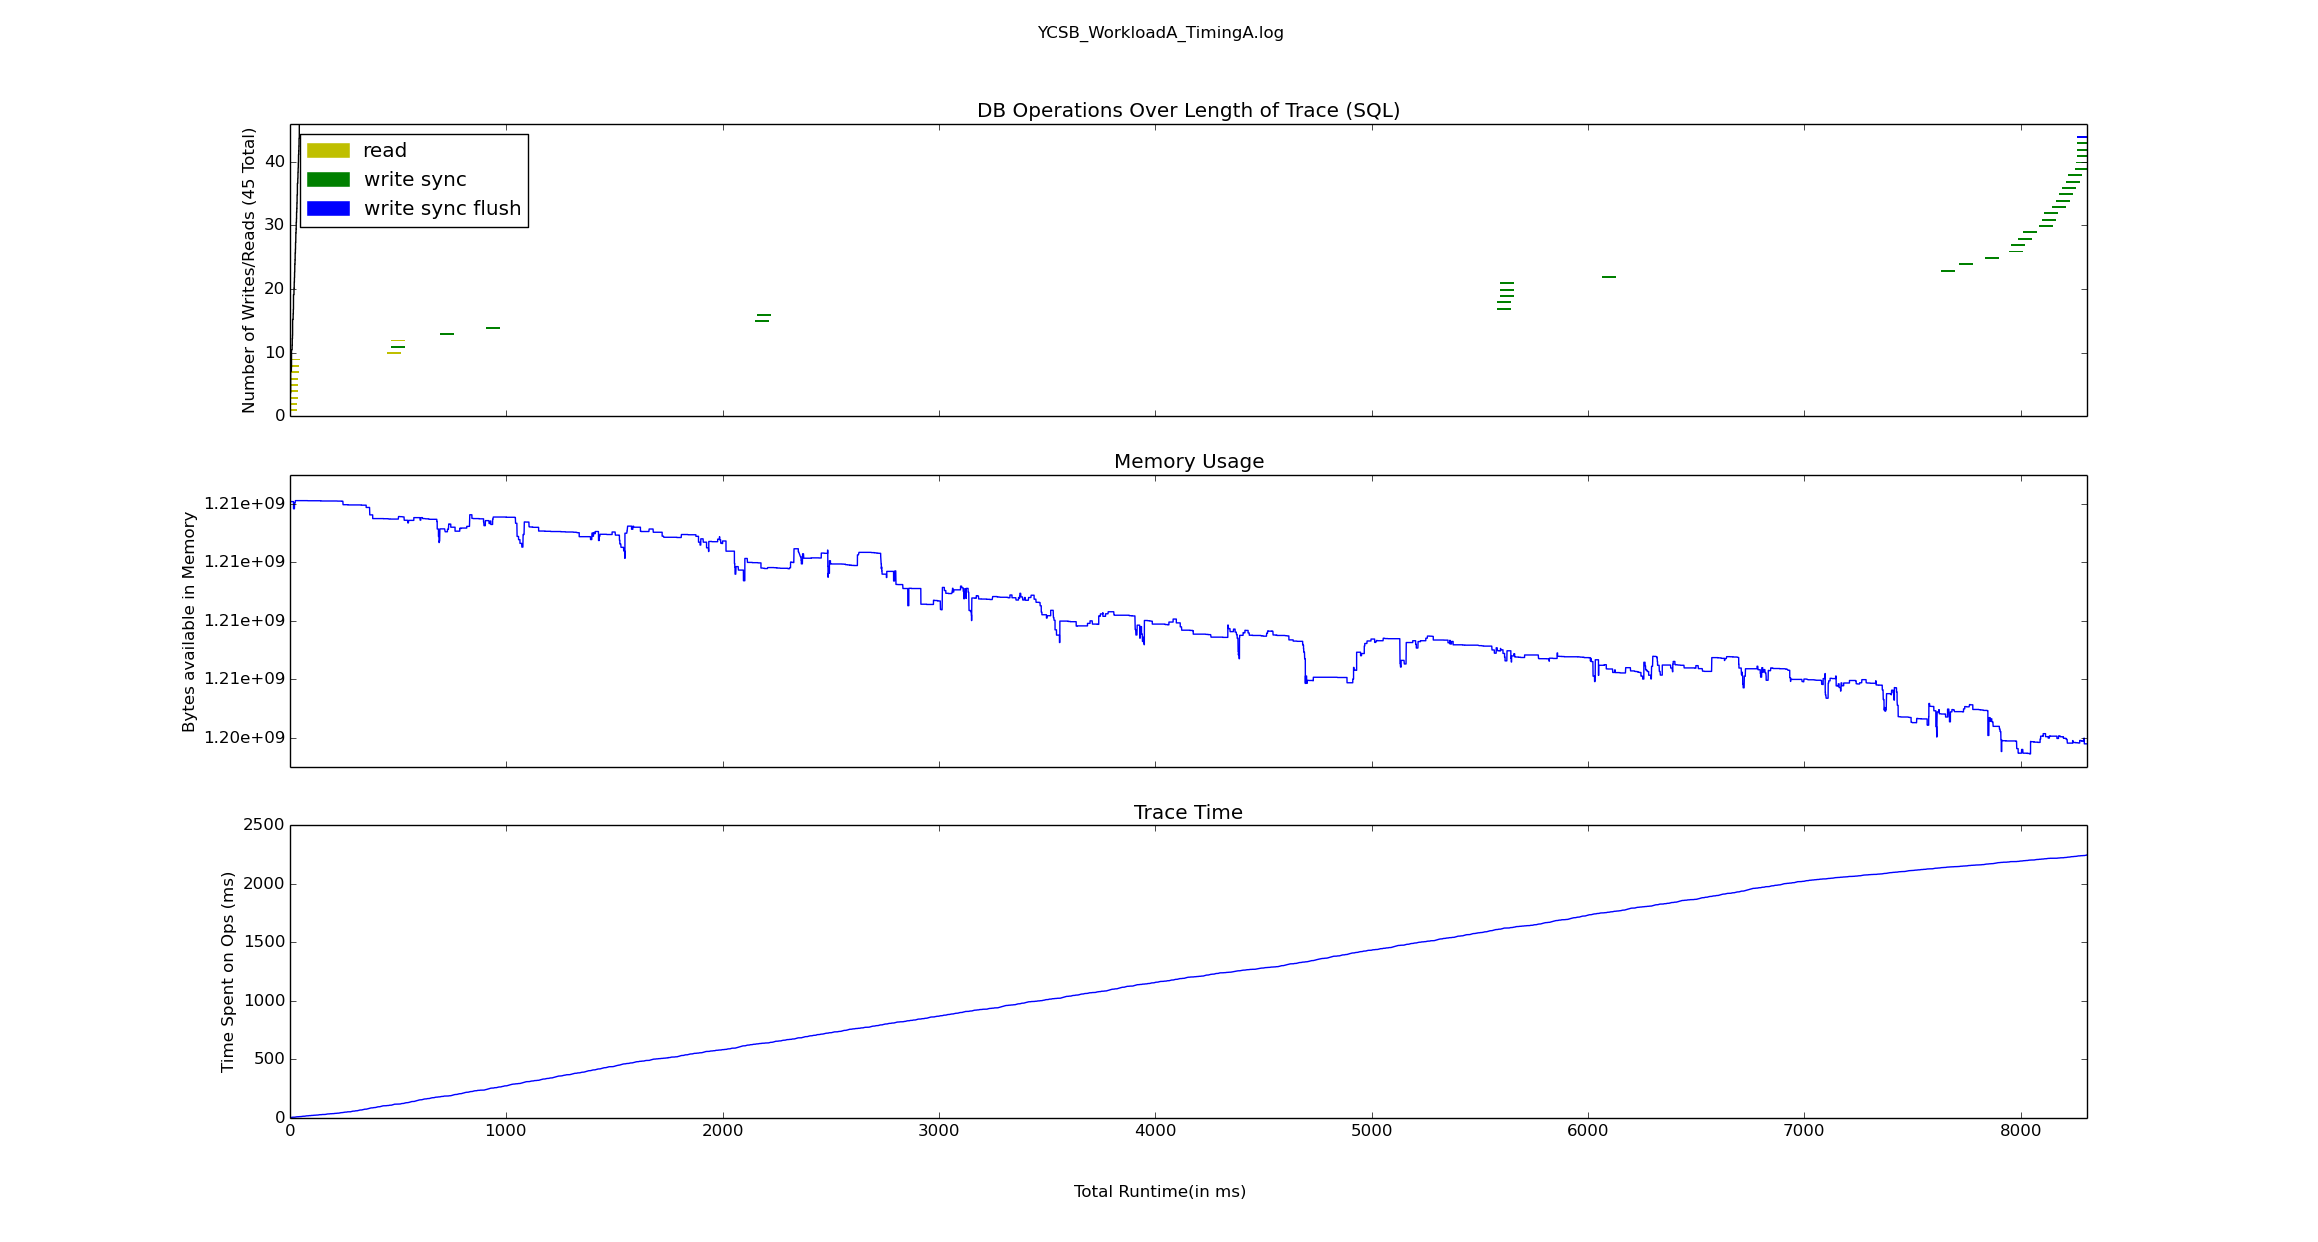 YCSB_WorkloadA_TimingA.log
DB Operations Over Length of Trace (SQL)
Number of Writes/Reads (45 Total)
40
30
20
10
0
read
write sync
write sync flush
Memory Usage
Bytes available in Memory
1.21e+09
1.21e+09
1.21e+09
1.21e+09
1.20e+09
Trace Time
Time Spent on Ops (ms)
2500
2000
1500
1000
500
0
0 1000 2000 3000 4000 5000 6000 7000 8000
Total Runtime(in ms)